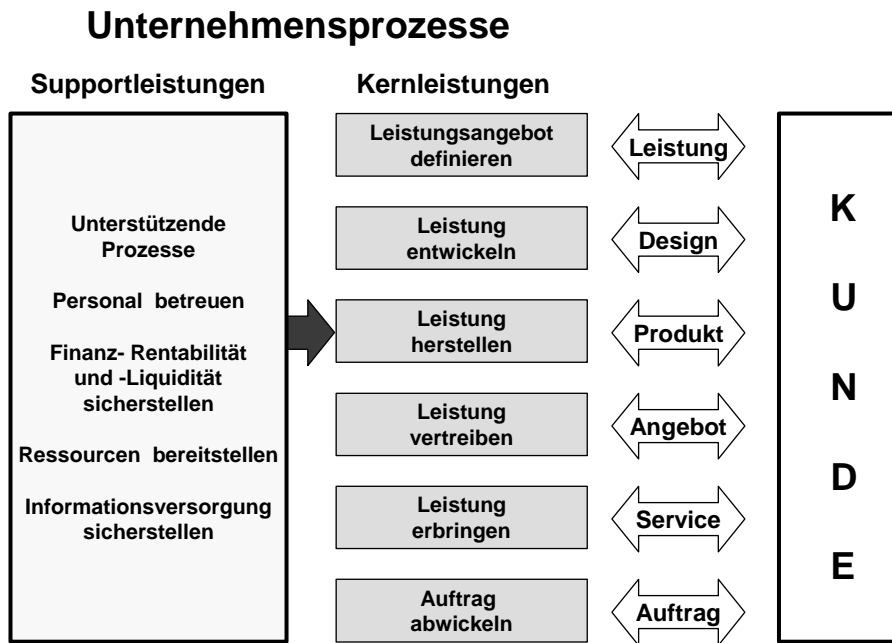 Unternehmensprozesse
Supportleistungen
Kernleistungen
Unterstützende
Prozesse
Personal betreuen
Finanz- Rentabilität
und -Liquidität
sicherstellen
Ressourcen bereitstellen
Informationsversorgung
sicherstellen
Leistungsangebot
definieren
Leistung
Leistung
entwickeln
Design
Leistung
herstellen
Produkt
Leistung
vertreiben
Angebot
Leistung
erbringen
Service
Auftrag
abwickeln
Auftrag
K
U
N
D
E